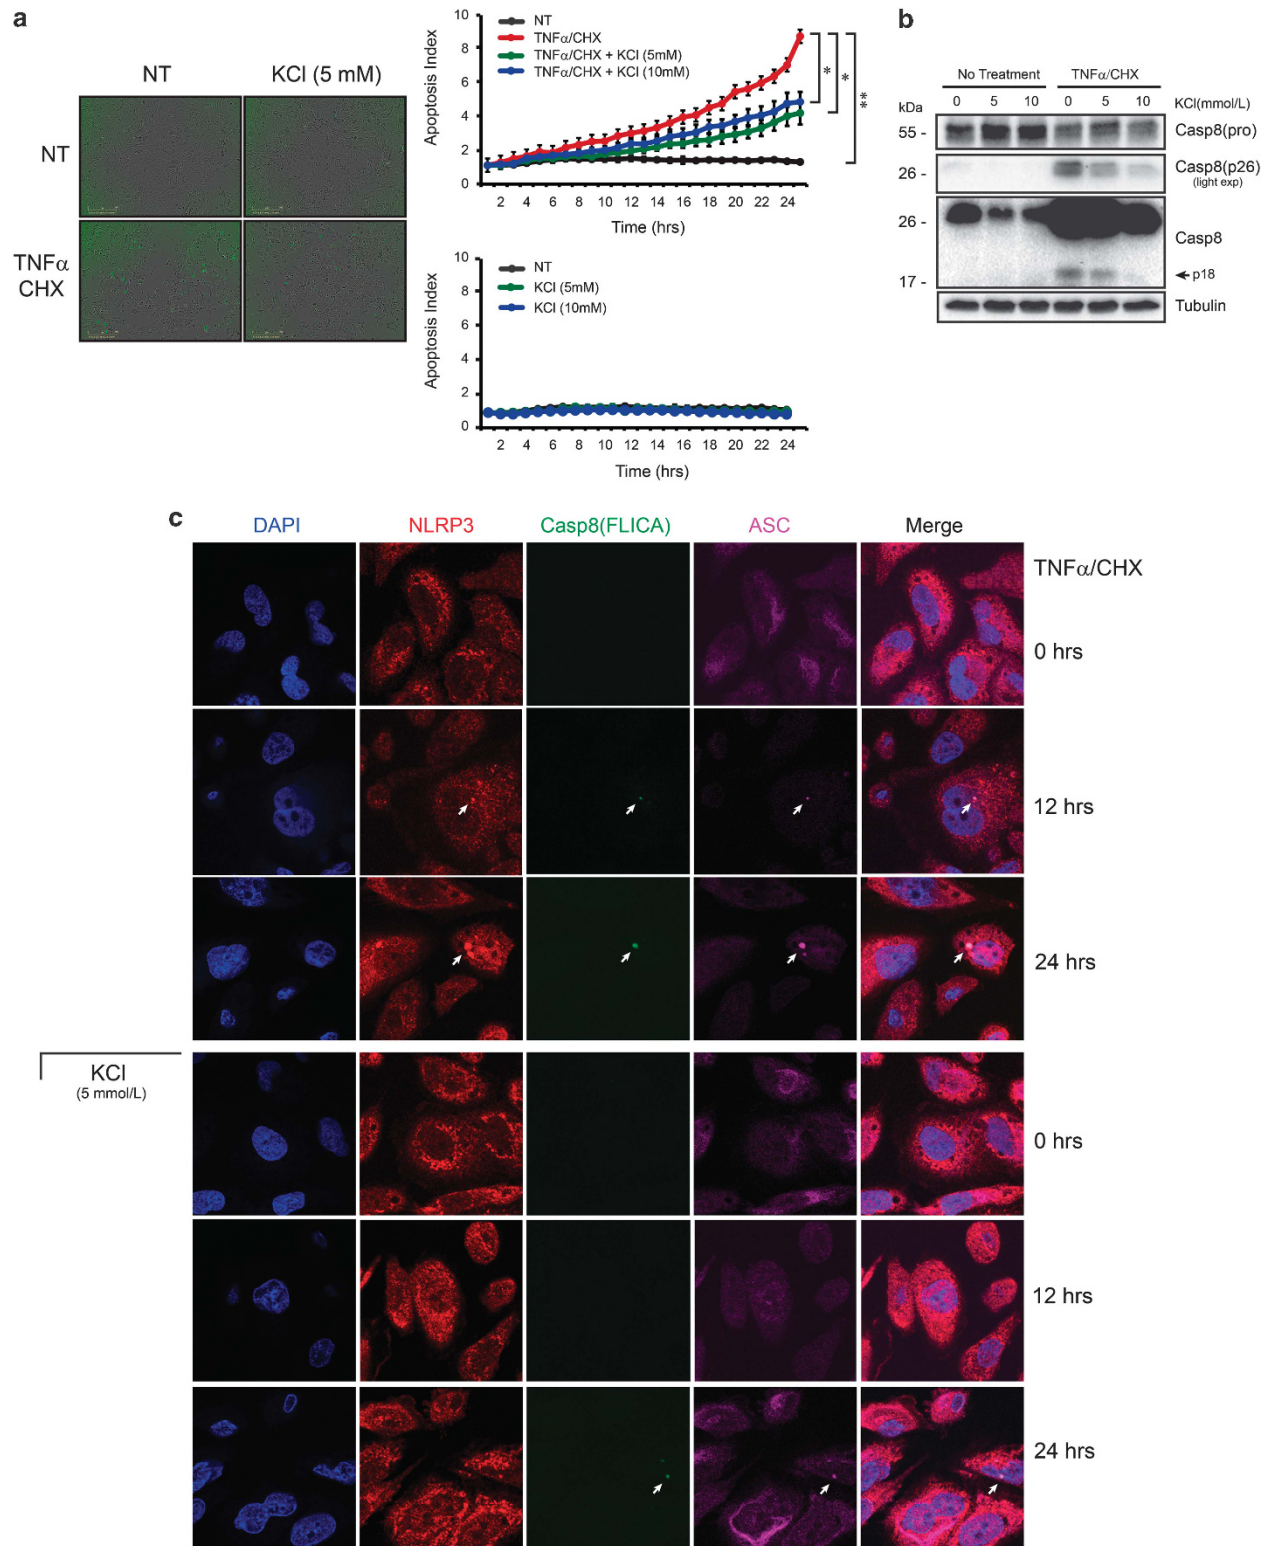 a
NT
KCl (5 mM)
NT
TNFα
CHX
10
8
6
4
2
0
Apoptosis Index
NT
TNFα/CHX
TNFα/CHX + KCl (5mM)
TNFα/CHX + KCl (10mM)
*
*
**
2 4 6 8 10 12 14 16 18 20 22 24
Time (hrs)
10
8
6
4
2
0
Apoptosis Index
NT
KCl (5mM)
KCl (10mM)
2 4 6 8 10 12 14 16 18 20 22 24
Time (hrs)
b
No Treatment TNFα/CHX
kDa 0 5 10 0 5 10 KCl(mmol/L)
55 - Casp8(pro)
26 - Casp8(p26)
(light exp)
26 -
Casp8
p18
17 -
Tubulin
c
DAPI NLRP3 Casp8(FLICA) ASC Merge
TNFα/CHX
0 hrs
12 hrs
24 hrs
KCl
(5 mmol/L)
0 hrs
12 hrs
24 hrs